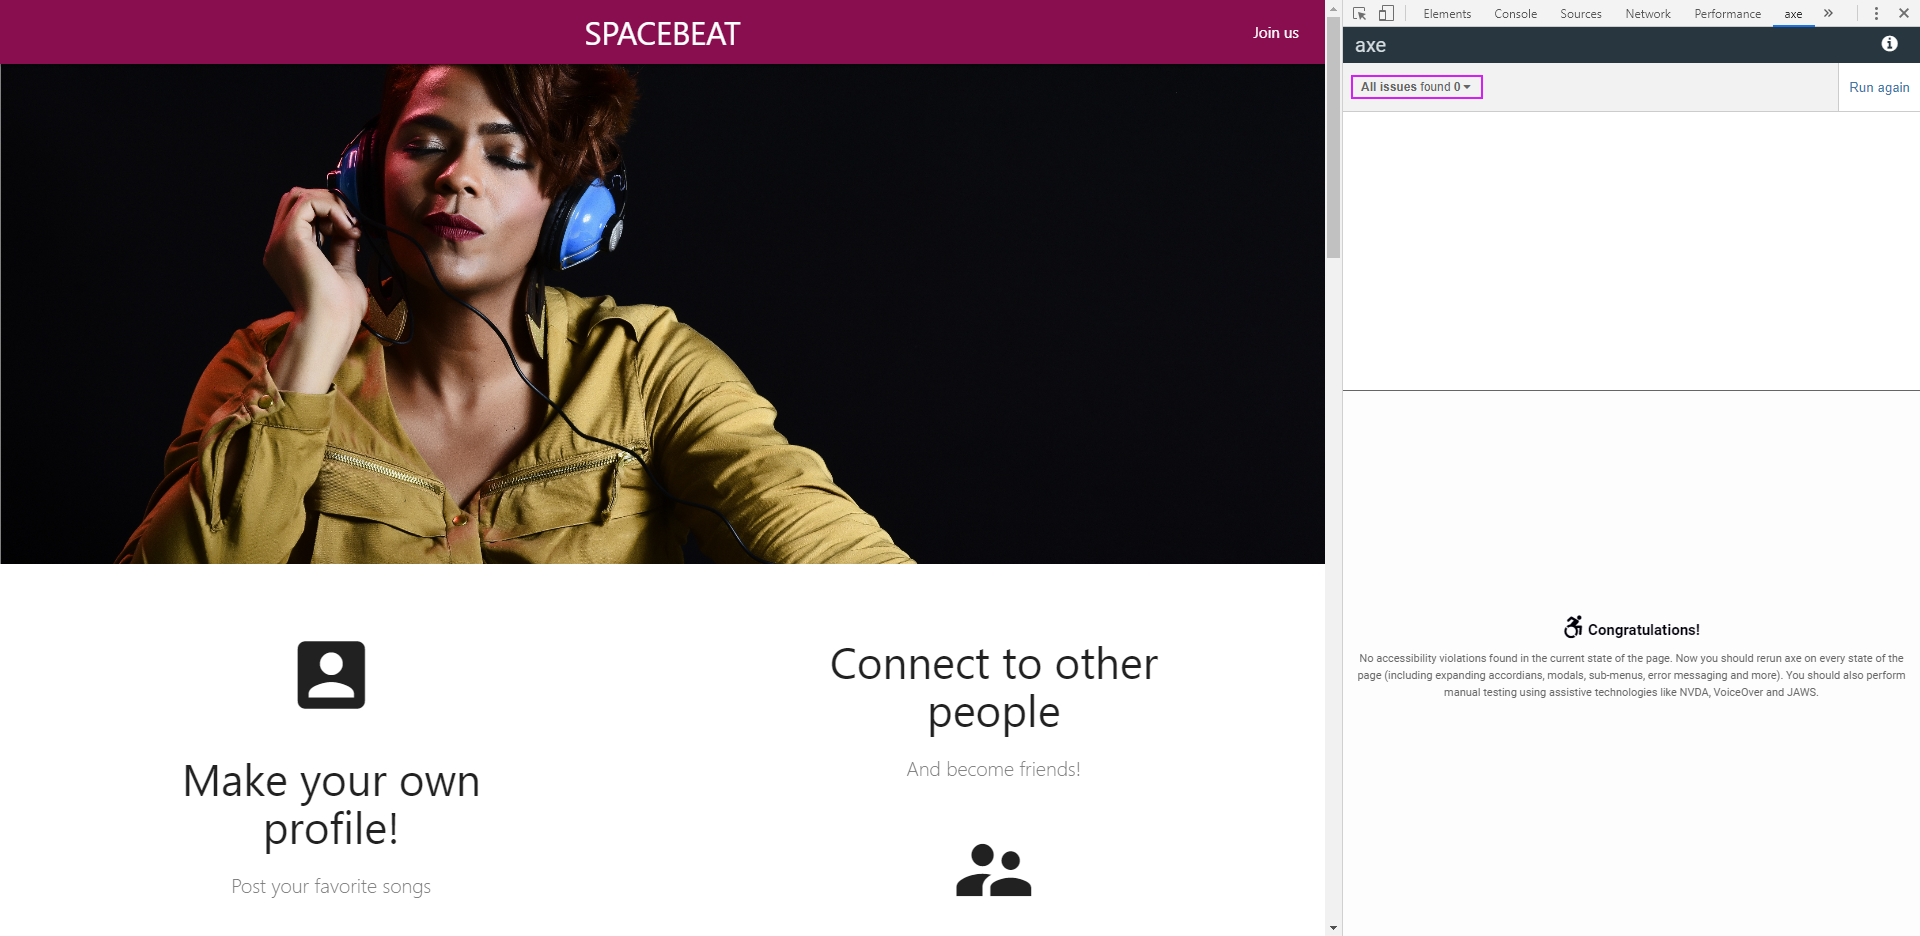 SPACEBEAT
Join us
Make your own
profile!
Post your favorite songs
Connect to other
people
And become friends!
Elements Console Sources Network Performance axe »
axe
All issues found 0
Run again
Congratulations!
No accessibility violations found in the current state of the page. Now you should rerun axe on every state of the
page (including expanding accordians, modals, sub-menus, error messaging and more). You should also perform
manual testing using assistive technologies like NVDA, VoiceOver and JAWS.